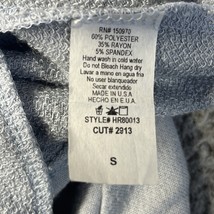 RN# 150970
60% POLYESTER
35% RAYON
5% SPANDEX
Hand wash in cold water
Do not Bleach Hang dry
Lavar a mano en agua fria
No use Blanqueador
Secar extendido
MADE IN U.S.A
HECHO EN E.U.A
STYLE# HR80013
CUT# 2913
S